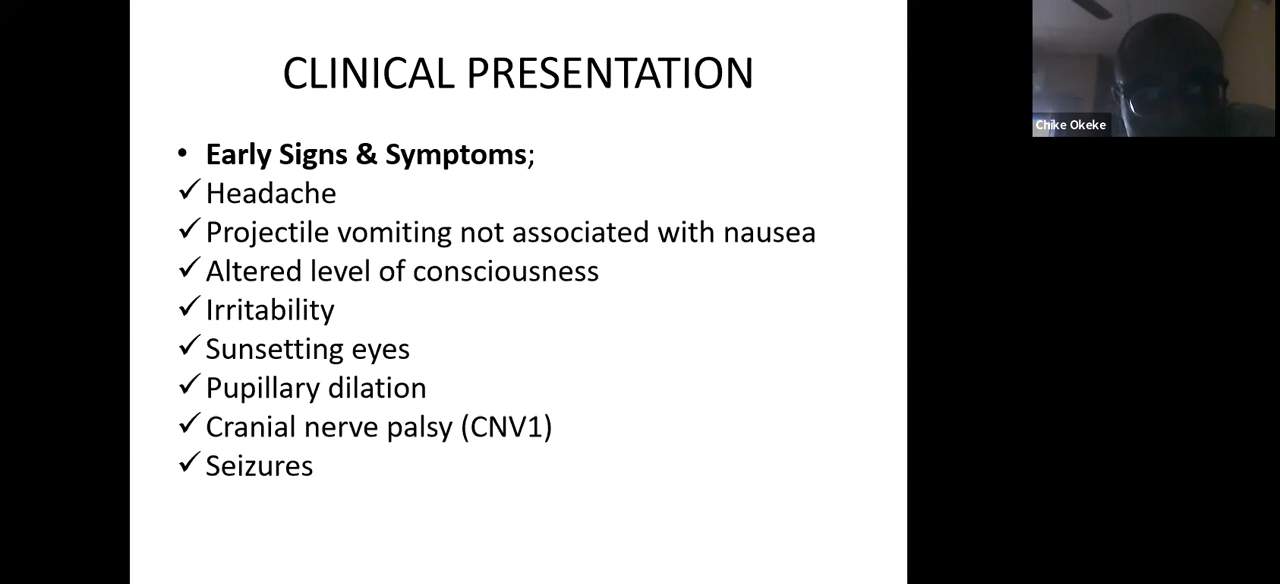 CLINICAL PRESENTATION
• Early Signs & Symptoms;
✓ Headache
✓ Projectile vomiting not associated with nausea
✓ Altered level of consciousness
✓ Irritability
✓ Sunsetting eyes
✓ Pupillary dilation
✓ Cranial nerve palsy (CNV1)
✓ Seizures
Chike Okeke